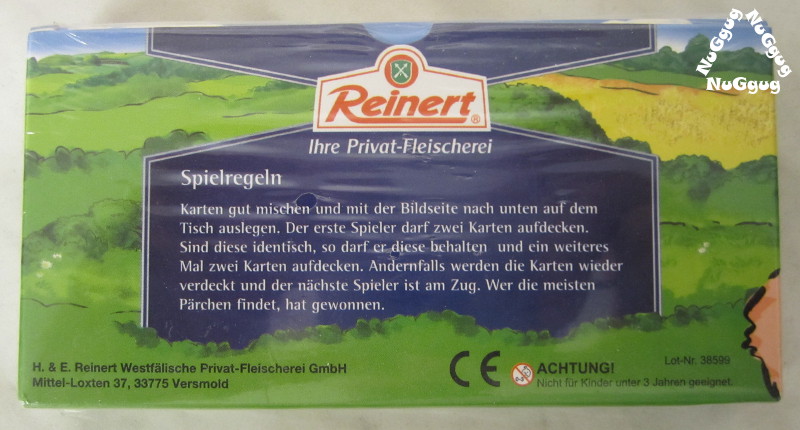 NuGgug
NuGgug
NuGgug
Reinert®
Ihre Privat-Fleischerei
Spielregeln
Karten gut mischen und mit der Bildseite nach unten auf dem
Tisch auslegen. Der erste Spieler darf zwei Karten aufdecken.
Sind diese identisch, so darf er diese behalten und ein weiteres
Mal zwei Karten aufdecken. Andernfalls werden die Karten wieder
verdeckt und der nächste Spieler ist am Zug. Wer die meisten
Pärchen findet, hat gewonnen.
H. & E. Reinert Westfälische Privat-Fleischerei GmbH
Mittel-Loxten 37, 33775 Versmold
CE
0-3
ACHTUNG!
Nicht für Kinder unter 3 Jahren geeignet.
Lot-Nr. 38599